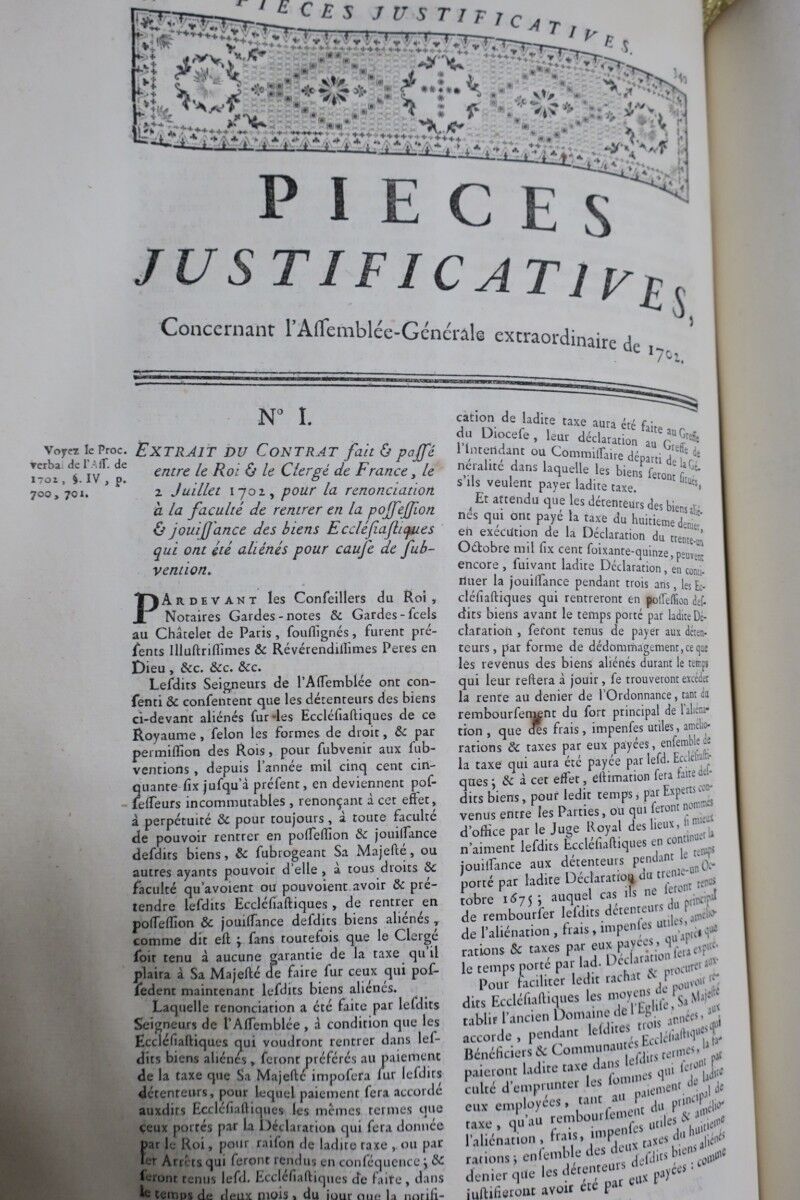 PIECES JUSTIFICATIVES.
PIECES
JUSTIFICATIVES,
Concernant l'Aſſemblée-Générale extraordinaire de 1702.
N° I.
Voyez le Proc.
verbal de l'Aſſ. de
1702, §. IV, p.
700, 701.
EXTRAIT DU CONTRAT fait & paſſé
entre le Roi & le Clergé de France, le
2 Juillet 1702, pour la renonciation
à la faculté de rentrer en la poſſeſſion
& jouiſſance des biens Eccléſiaſtiques
qui ont été aliénés pour cauſe de ſub-
vention.
PARDEVANT les Conſeillers du Roi,
Notaires Gardes-notes & Gardes-ſcels
au Châtelet de Paris, ſouſſignés, furent pré-
ſents Illuſtriſſimes & Révérendiſſimes Peres en
Dieu, &c. &c. &c.
Leſdits Seigneurs de l'Aſſemblée ont con-
ſenti & conſentent que les détenteurs des biens
ci-devant aliénés ſur les Eccléſiaſtiques de ce
Royaume, ſelon les formes de droit, & par
permiſſion des Rois, pour ſubvenir aux ſub-
ventions, depuis l'année mil cinq cent cin-
quante-ſix juſqu'à préſent, en deviennent poſ-
ſeſſeurs incommutables, renonçant à cet effet,
à perpétuité & pour toujours, à toute faculté
de pouvoir rentrer en poſſeſſion & jouiſſance
deſdits biens, & ſubrogeant Sa Majeſté, ou
autres ayants pouvoir d'elle, à tous droits &
faculté qu'avoient ou pouvoient avoir & pré-
tendre leſdits Eccléſiaſtiques, de rentrer en
poſſeſſion & jouiſſance deſdits biens aliénés,
comme dit eſt; ſans toutefois que le Clergé
ſoit tenu à aucune garantie de la taxe qu'il
plaira à Sa Majeſté de faire ſur ceux qui poſ-
ſedent maintenant leſdits biens aliénés.
Laquelle renonciation a été faite par leſdits
Seigneurs de l'Aſſemblée, à condition que les
Eccléſiaſtiques qui voudront rentrer dans leſ-
dits biens aliénés, ſeront préférés au paiement
de la taxe que Sa Majeſté impoſera ſur leſdits
détenteurs, pour lequel paiement ſera accordé
auxdits Eccléſiaſtiques les mêmes termes que
ceux portés par la Déclaration qui ſera donnée
par le Roi, pour raiſon de ladite taxe, ou par
les Arrêts qui ſeront rendus en conſéquence; &
ſeront tenus leſd. Eccléſiaſtiques de faire, dans
le temps de deux mois, du jour que la notifi-
cation de ladite taxe aura été faite au Greffe
du Dioceſe, leur déclaration au Greffe de
l'Intendant ou Commiſſaire départi de la Gé-
néralité dans laquelle les biens ſeront ſitués,
s'ils veulent payer ladite taxe.
Et attendu que les détenteurs des biens alié-
nés qui ont payé la taxe du huitieme denier,
en exécution de la Déclaration du trente-un
Octobre mil ſix cent ſoixante-quinze, peuvent
encore, ſuivant ladite Déclaration, en conti-
nuer la jouiſſance pendant trois ans, les Ec-
cléſiaſtiques qui rentreront en poſſeſſion deſ-
dits biens avant le temps porté par ladite Dé-
claration, ſeront tenus de payer aux déten-
teurs, par forme de dédommagement, ce que
les revenus des biens aliénés durant le temps
qui leur reſtera à jouir, ſe trouveront excéder
la rente au denier de l'Ordonnance, tant du
rembourſement du ſort principal de l'aliéna-
tion, que des frais, impenſes utiles, amélio-
rations & taxes par eux payées, enſemble de
la taxe qui aura été payée par leſd. Eccléſiaſti-
ques; & à cet effet, eſtimation ſera faite deſ-
dits biens, pour ledit temps, par Experts con-
venus entre les Parties, ou qui ſeront nommés
d'office par le Juge Royal des lieux, ſi mieux
n'aiment leſdits Eccléſiaſtiques en continuer la
jouiſſance aux détenteurs pendant le temps
porté par ladite Déclaration du trente-un Oc-
tobre 1675; auquel cas ils ne ſeront tenus
de rembourſer leſdits détenteurs du principal
de l'aliénation, frais, impenſes utiles, amélio-
rations & taxes par eux payées, qu'après que
le temps porté par lad. Déclaration ſera expiré.
Pour faciliter ledit rachat & procurer aux-
dits Eccléſiaſtiques les moyens de pouvoir ré-
tablir l'ancien Domaine de l'Egliſe, Sa Majeſté
accorde, pendant leſdites trois années, aux
Bénéficiers & Communautés Eccléſiaſtiques qui
paieront ladite taxe dans leſdits termes, la fa-
culté d'emprunter les ſommes qui ſeront par
eux employées, tant au paiement de ladite
taxe, qu'au rembourſement du principal de
l'aliénation, frais, impenſes utiles & amélio-
rations; enſemble des deux taxes du huitieme
denier que les détenteurs deſdits biens aliénés
juſtifieront avoir été par eux payées: comme